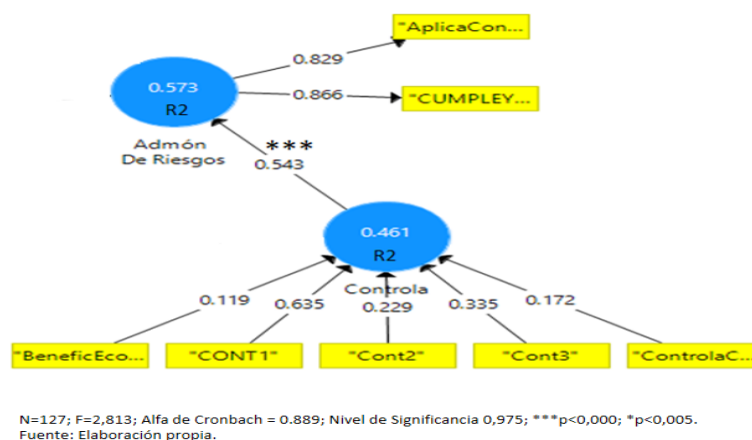 "AplicaCon...
0.829
0.573
R2
0.866
"CUMPLEY...
Admón
De Riesgos
***
0.543
0.461
R2
Controla
0.119
0.635
0.229
0.335
0.172
"BeneficEco...
"CONT1"
"Cont2"
"Cont3"
"ControlaC...
N=127; F=2,813; Alfa de Cronbach = 0.889; Nivel de Significancia 0,975; ***p<0,000; *p<0,005.
Fuente: Elaboración propia.